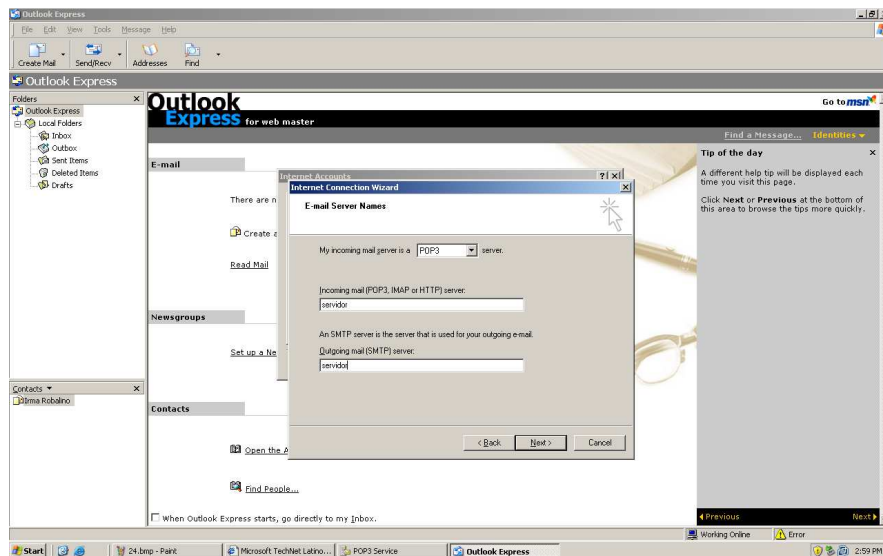 Outlook Express
File Edit View Tools Message Help
Create Mail Send/Recv Addresses Find
Outlook Express
Folders
Outlook Express
Local Folders
Inbox
Outbox
Sent Items
Deleted Items
Drafts
Contacts
Irma Robalino
Outlook
Express for web master
Go to msn
Find a Message... Identities
E-mail
There are n
Create a
Read Mail
Newsgroups
Set up a Ne
Contacts
Open the A
Find People...
When Outlook Express starts, go directly to my Inbox.
Internet Accounts
Internet Connection Wizard
E-mail Server Names
My incoming mail server is a POP3 server.
Incoming mail (POP3, IMAP or HTTP) server:
servidor
An SMTP server is the server that is used for your outgoing e-mail.
Outgoing mail (SMTP) server:
servidor
< Back Next > Cancel
Tip of the day
A different help tip will be displayed each
time you visit this page.
Click Next or Previous at the bottom of
this area to browse the tips more quickly.
Previous Next
Working Online Error
Start 24.bmp - Paint Microsoft TechNet Latino... POP3 Service Outlook Express 2:59 PM